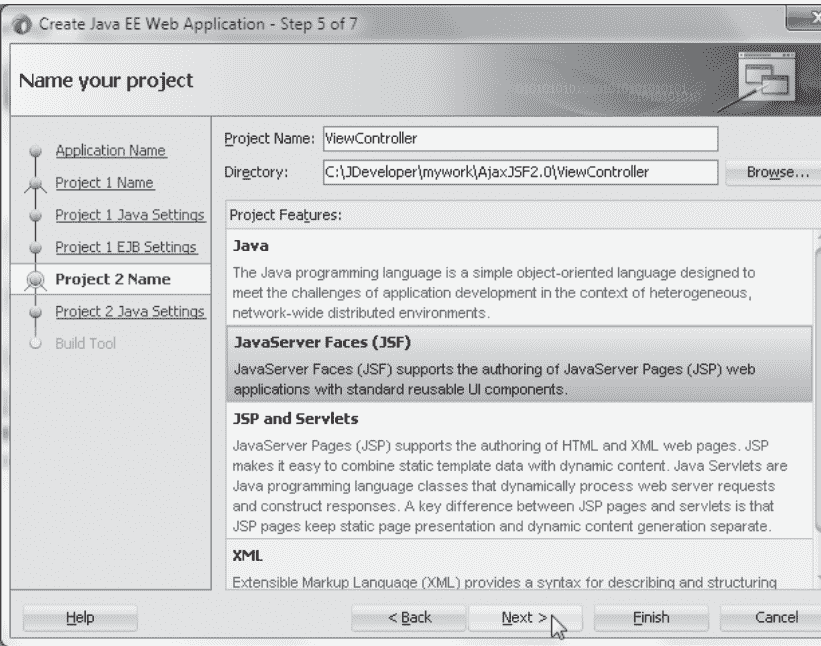 Create Java EE Web Application - Step 5 of 7
Name your project
Application Name
Project 1 Name
Project 1 Java Settings
Project 1 EJB Settings
Project 2 Name
Project 2 Java Settings
Build Tool
Project Name: ViewController
Directory: C:\JDeveloper\mywork\AjaxJSF2.0\ViewController Browse...
Project Features:
Java
The Java programming language is a simple object-oriented language designed to
meet the challenges of application development in the context of heterogeneous,
network-wide distributed environments.
JavaServer Faces (JSF)
JavaServer Faces (JSF) supports the authoring of JavaServer Pages (JSP) web
applications with standard reusable UI components.
JSP and Servlets
JavaServer Pages (JSP) supports the authoring of HTML and XML web pages. JSP
makes it easy to combine static template data with dynamic content. Java Servlets are
Java programming language classes that dynamically process web server requests
and construct responses. A key difference between JSP pages and servlets is that
JSP pages keep static page presentation and dynamic content generation separate.
XML
Extensible Markup Language (XML) provides a syntax for describing and structuring
Help < Back Next > Finish Cancel